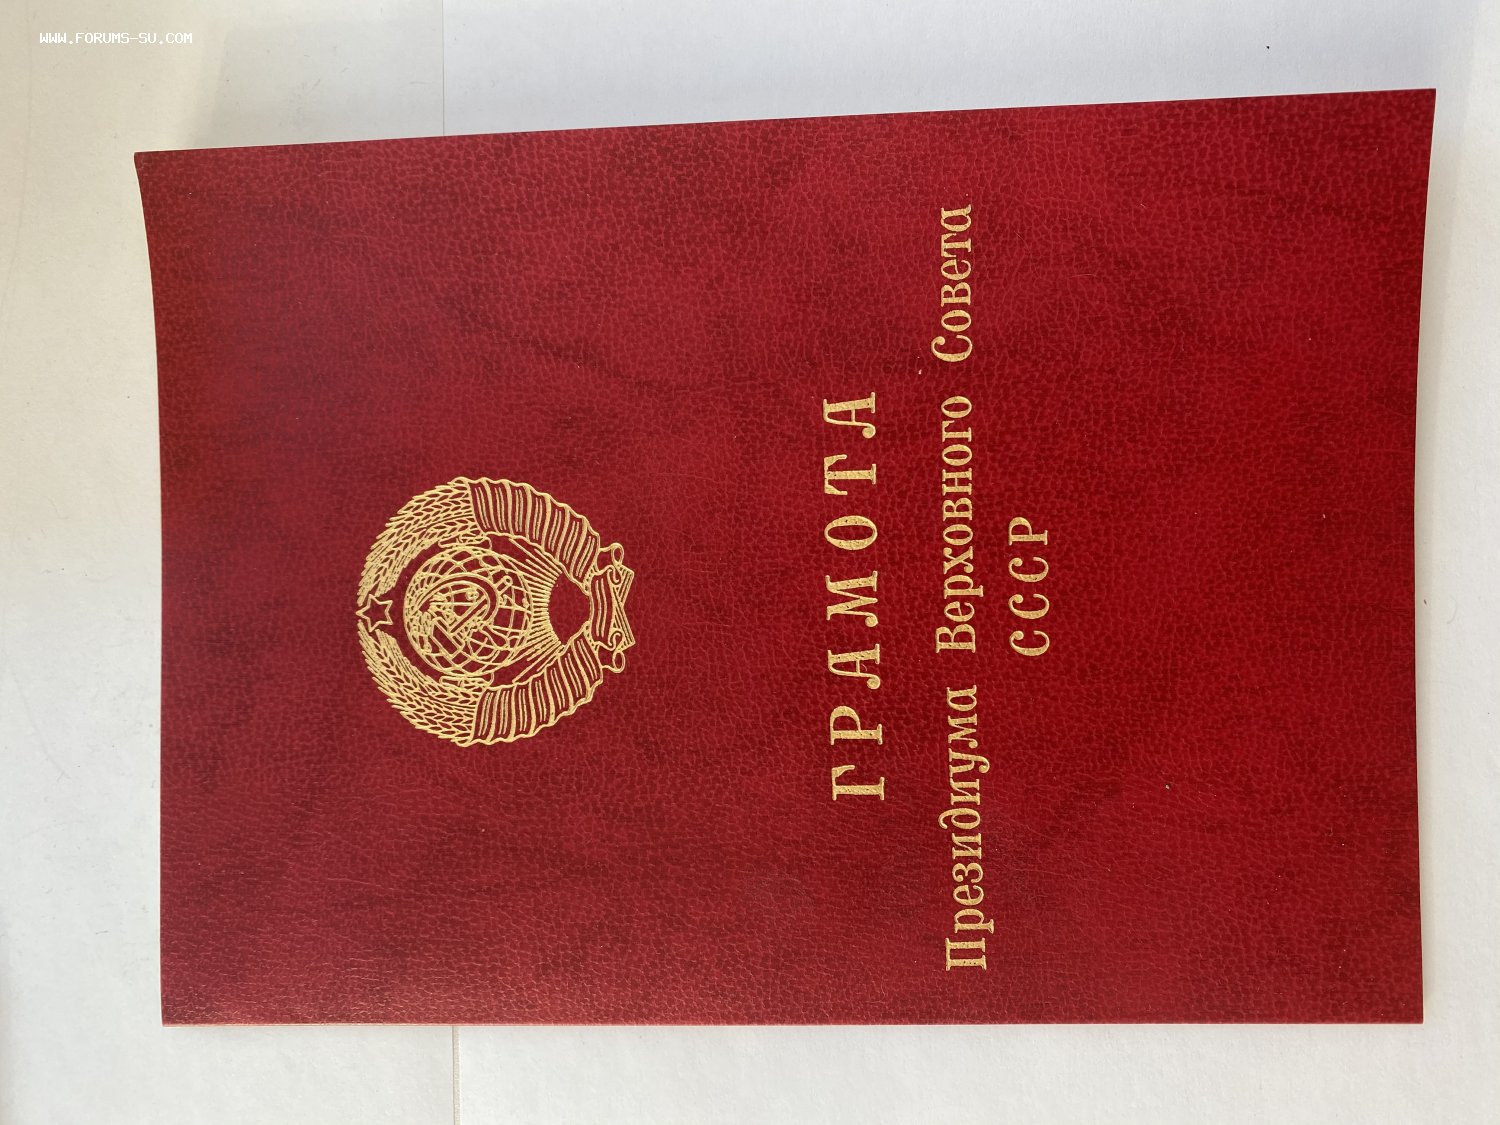 WWW.FORUMS-SU.COM
ГРАМОТА
Президиума Верховного Совета
СССР